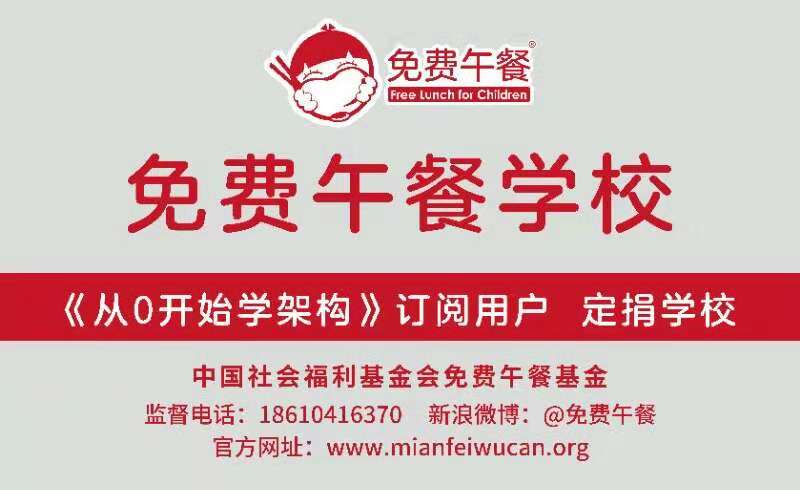 免费午餐®
Free Lunch for Children
免费午餐学校
《从0开始学架构》订阅用户 定捐学校
中国社会福利基金会免费午餐基金
监督电话：18610416370 新浪微博：@免费午餐
官方网址：www.mianfeiwucan.org